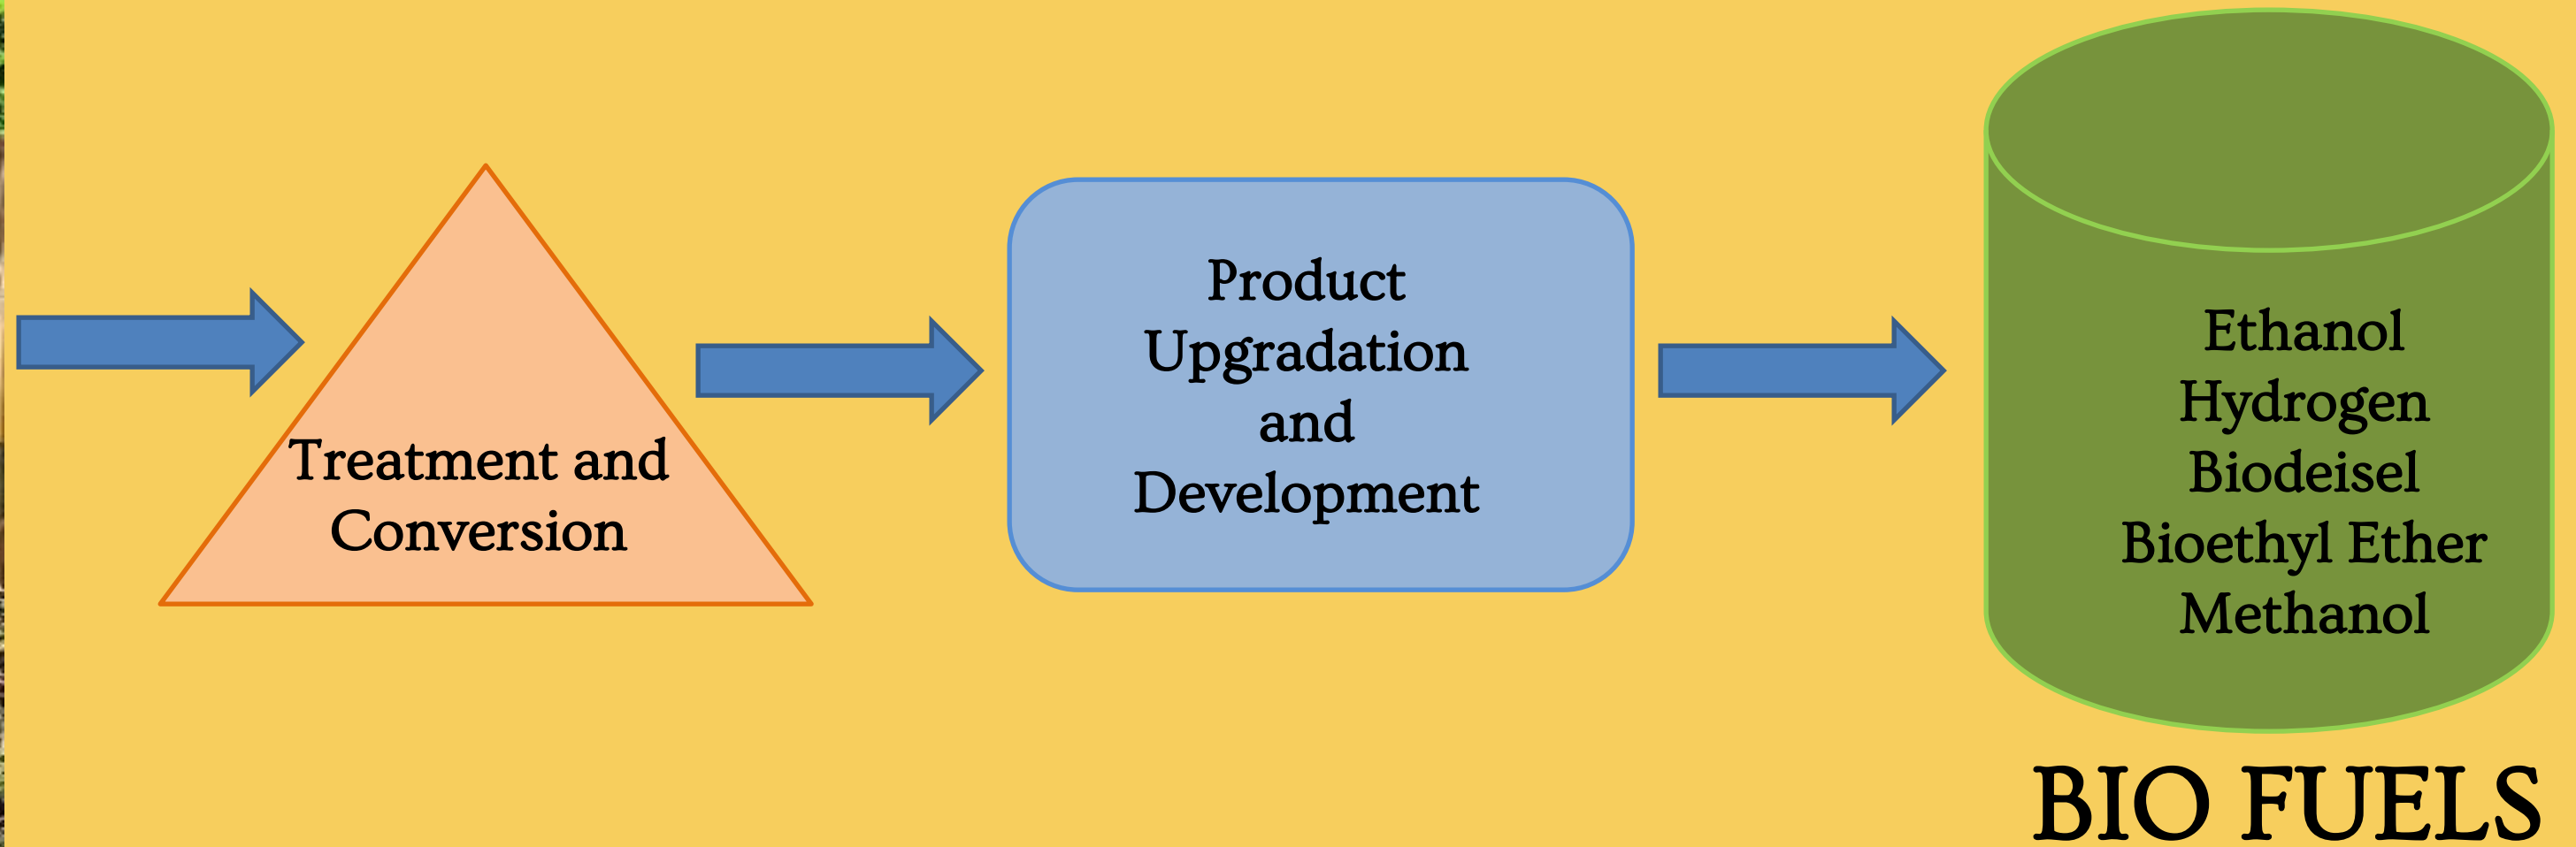 Treatment and
Conversion
Product
Upgradation
and
Development
Ethanol
Hydrogen
Biodeisel
Bioethyl Ether
Methanol
BIO FUELS